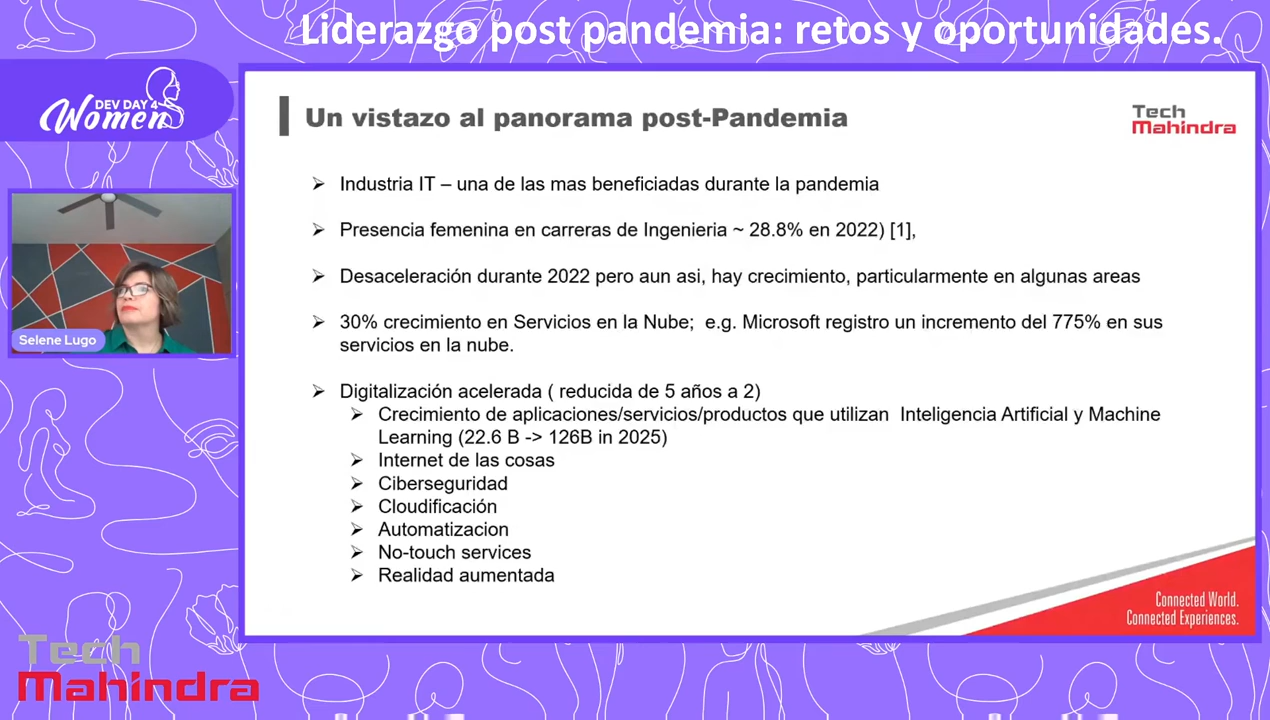 Liderazgo post pandemia: retos y oportunidades.
DEV DAY 4
Women
Selene Lugo
Un vistazo al panorama post-Pandemia
Tech
Mahindra
➢ Industria IT – una de las mas beneficiadas durante la pandemia
➢ Presencia femenina en carreras de Ingenieria ~ 28.8% en 2022) [1],
➢ Desaceleración durante 2022 pero aun asi, hay crecimiento, particularmente en algunas areas
➢ 30% crecimiento en Servicios en la Nube; e.g. Microsoft registro un incremento del 775% en sus
servicios en la nube.
➢ Digitalización acelerada ( reducida de 5 años a 2)
➢ Crecimiento de aplicaciones/servicios/productos que utilizan Inteligencia Artificial y Machine
Learning (22.6 B -> 126B in 2025)
➢ Internet de las cosas
➢ Ciberseguridad
➢ Cloudificación
➢ Automatizacion
➢ No-touch services
➢ Realidad aumentada
Connected World.
Connected Experiences.
Tech
Mahindra